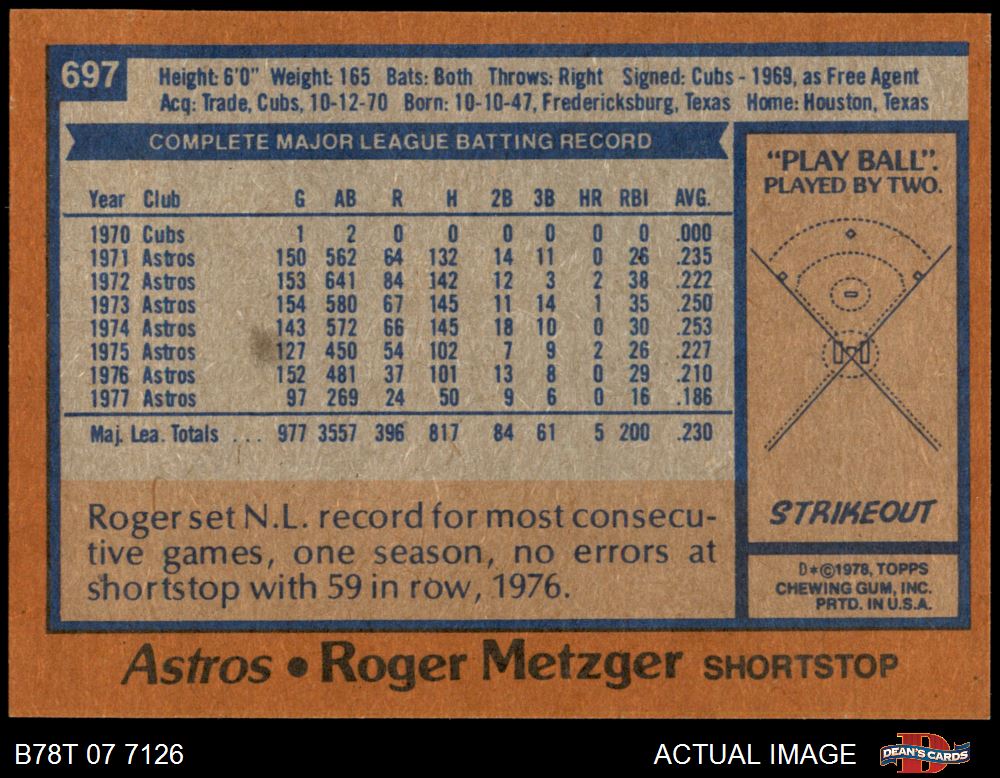 697
Height: 6'0" Weight: 165 Bats: Both Throws: Right Signed: Cubs - 1969, as Free Agent
Acq: Trade, Cubs, 10-12-70 Born: 10-10-47, Fredericksburg, Texas Home: Houston, Texas
COMPLETE MAJOR LEAGUE BATTING RECORD
Year Club G AB R H 2B 3B HR RBI AVG.
1970 Cubs 1 2 0 0 0 0 0 0 .000
1971 Astros 150 562 64 132 14 11 0 26 .235
1972 Astros 153 641 84 142 12 3 2 38 .222
1973 Astros 154 580 67 145 11 14 1 35 .250
1974 Astros 143 572 66 145 18 10 0 30 .253
1975 Astros 127 450 54 102 7 9 2 26 .227
1976 Astros 152 481 37 101 13 8 0 29 .210
1977 Astros 97 269 24 50 9 6 0 16 .186
Maj. Lea. Totals ... 977 3557 396 817 84 61 5 200 .230
Roger set N.L. record for most consecu-
tive games, one season, no errors at
shortstop with 59 in row, 1976.
"PLAY BALL".
PLAYED BY TWO.
STRIKEOUT
D*©1978, TOPPS
CHEWING GUM, INC.
PRTD. IN U.S.A.
Astros • Roger Metzger SHORTSTOP
B78T 07 7126
ACTUAL IMAGE
D
DEAN'S CARDS